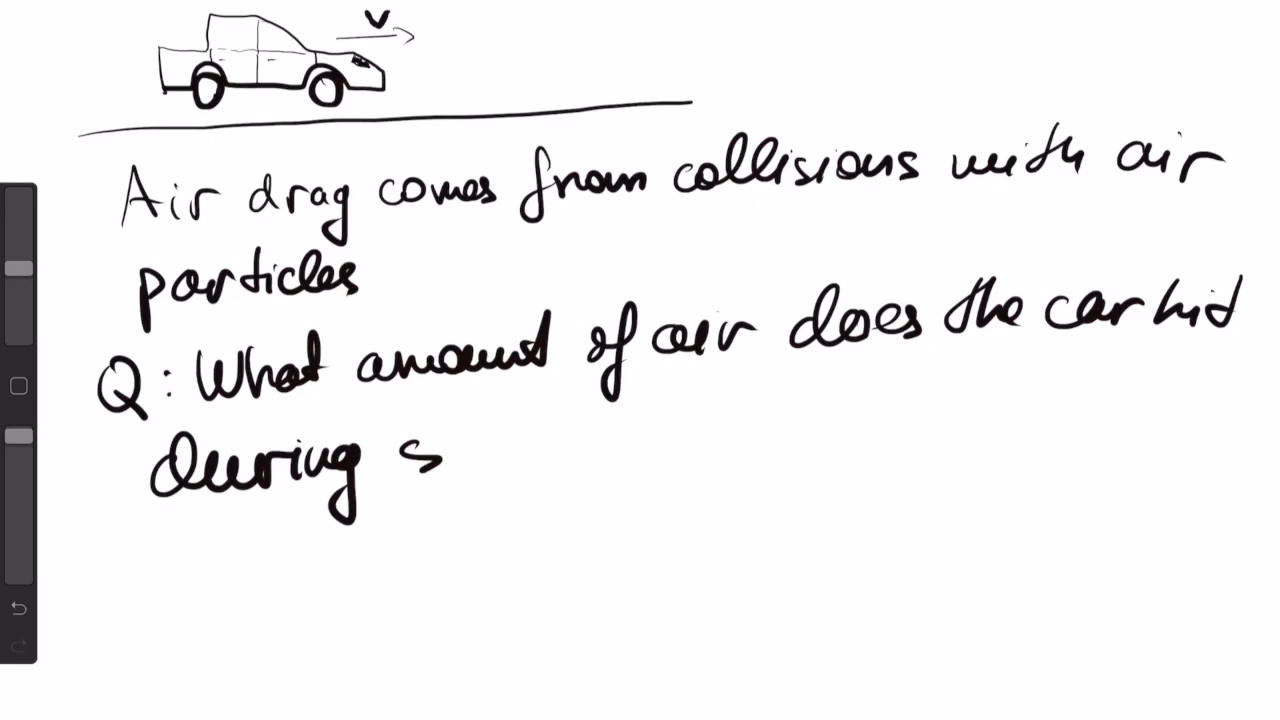 v
Air drag comes from collisions with air
particles
Q: What amount of air does the car hit
during s